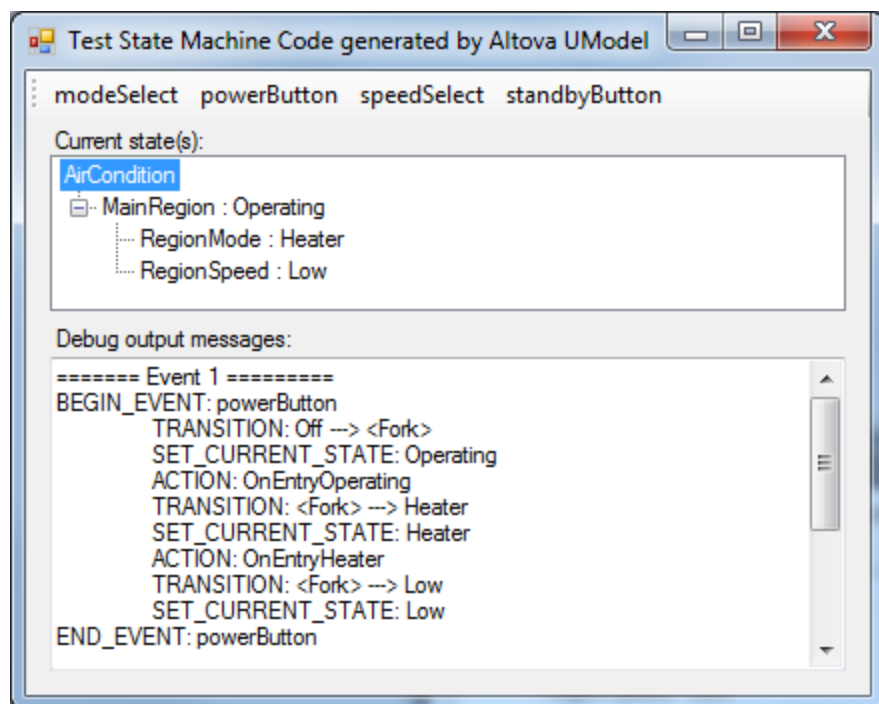 Test State Machine Code generated by Altova UModel
modeSelect powerButton speedSelect standbyButton
Current state(s):
AirCondition
MainRegion : Operating
RegionMode : Heater
RegionSpeed : Low
Debug output messages:
======= Event 1 =========
BEGIN_EVENT: powerButton
TRANSITION: Off ---> <Fork>
SET_CURRENT_STATE: Operating
ACTION: OnEntryOperating
TRANSITION: <Fork> ---> Heater
SET_CURRENT_STATE: Heater
ACTION: OnEntryHeater
TRANSITION: <Fork> ---> Low
SET_CURRENT_STATE: Low
END_EVENT: powerButton